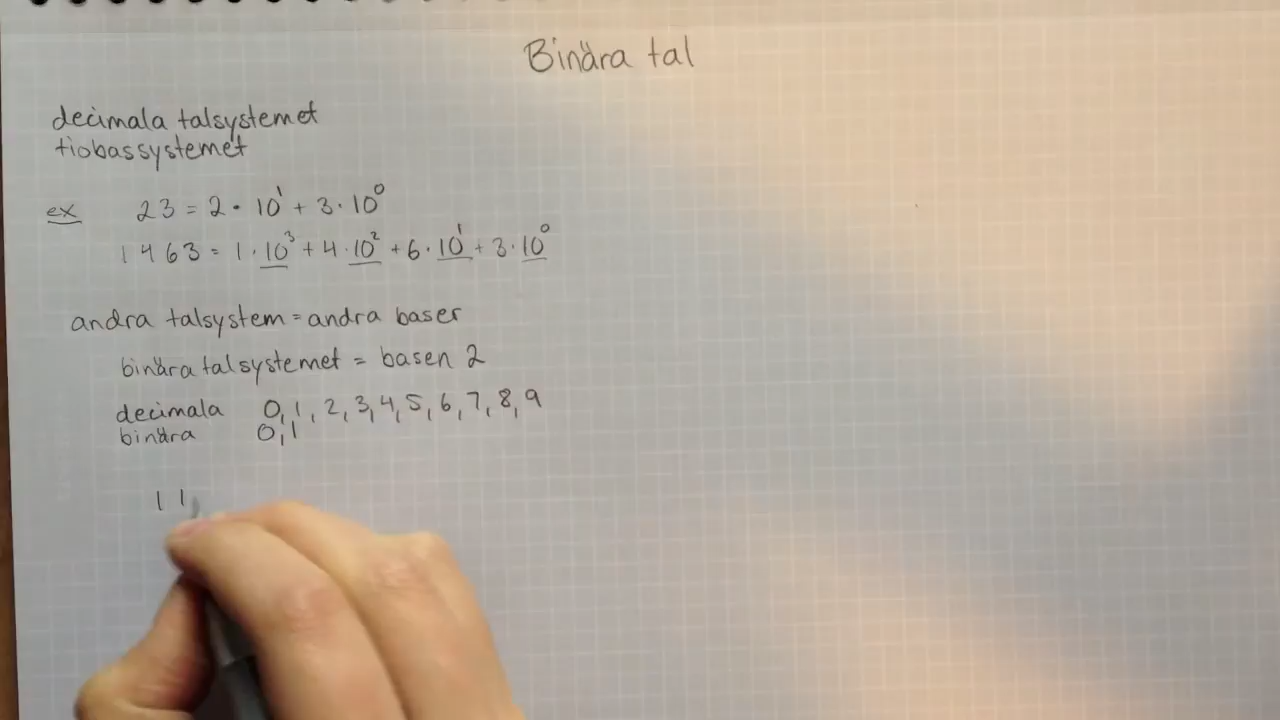 Binära tal
decimala talsystemet
tiobassystemet
ex 23 = 2 · 10¹ + 3 · 10⁰
1463 = 1 · 10³ + 4 · 10² + 6 · 10¹ + 3 · 10⁰
andra talsystem = andra baser
binära talsystemet = basen 2
decimala 0, 1, 2, 3, 4, 5, 6, 7, 8, 9
binära 0, 1
11